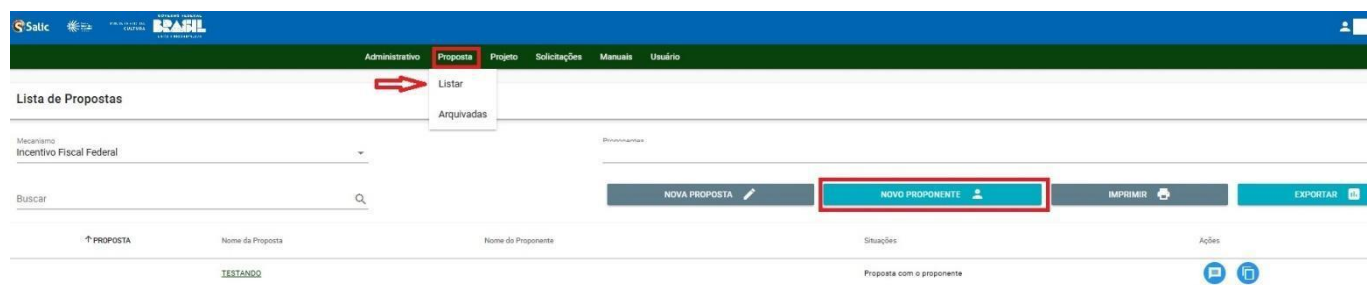 Salic
GOVERNO FEDERAL
BRASIL
Administrativo Proposta Projeto Solicitações Manuais Usuário
Listar
Lista de Propostas
Arquivadas
Mecanismo
Incentivo Fiscal Federal
Proponentes
Buscar
NOVA PROPOSTA NOVO PROPONENTE IMPRIMIR EXPORTAR
PROPOSTA Nome da Proposta Nome do Proponente Situações Ações
TESTANDO Proposta com o proponente